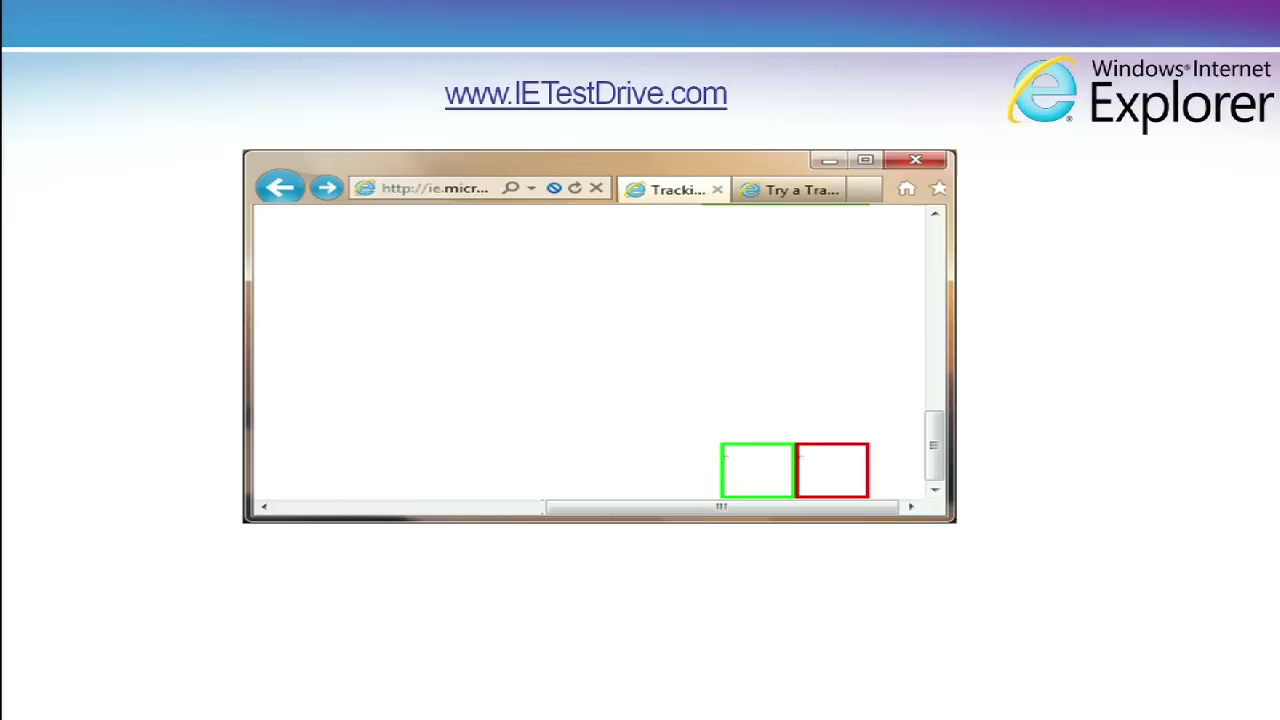 www.IETestDrive.com
Windows® Internet
Explorer
http://ie.micr...
Tracki...
Try a Tra...